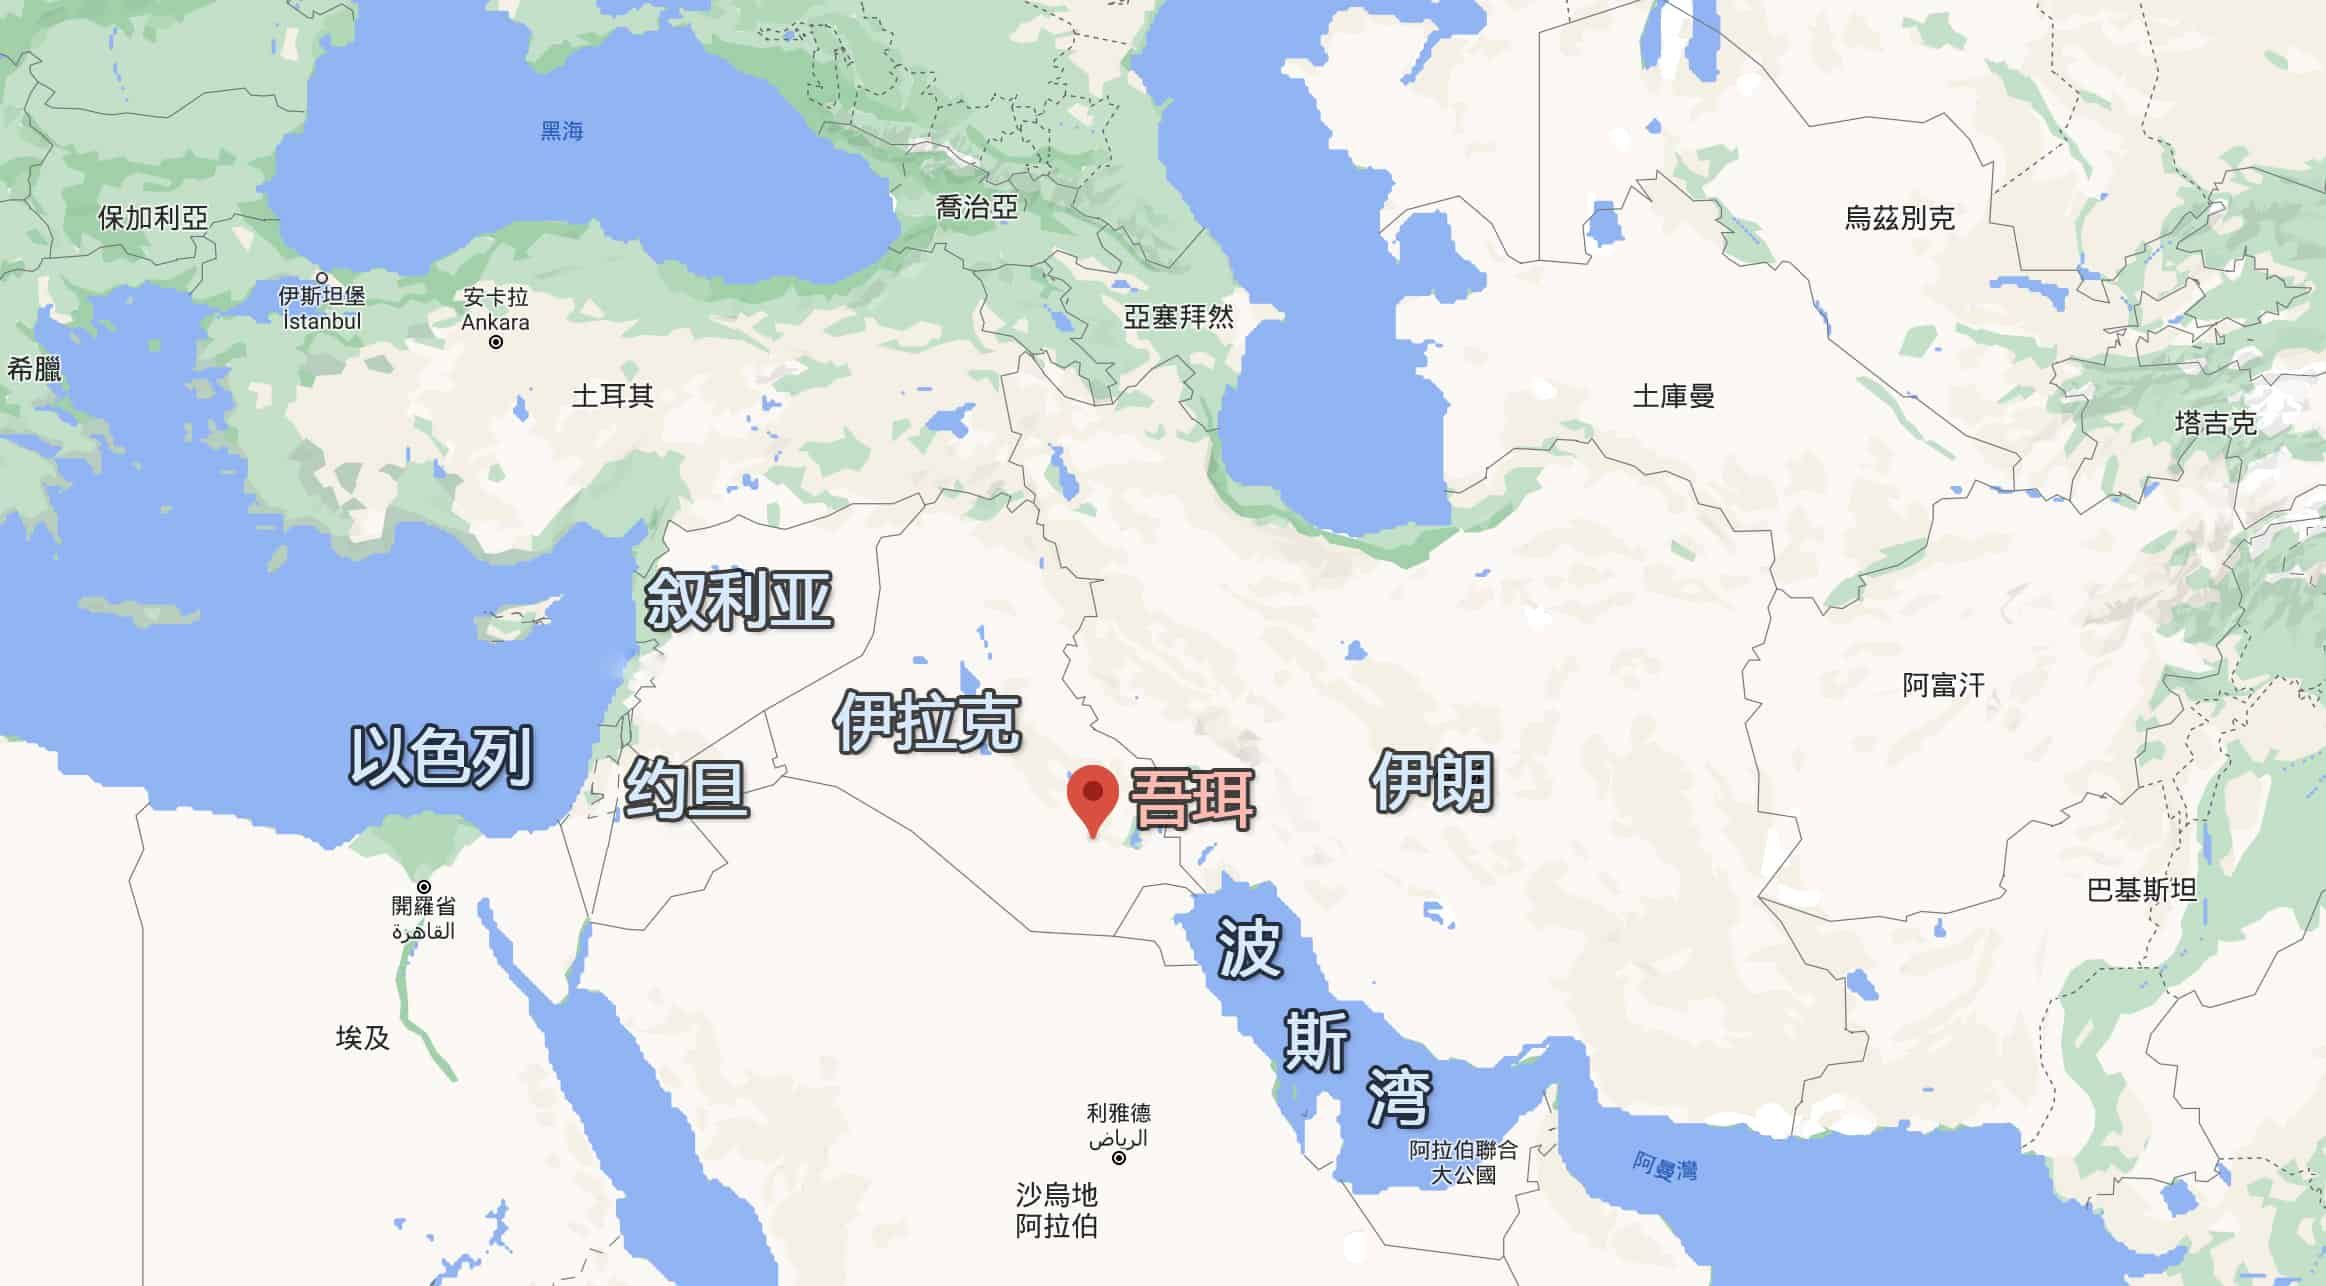 黑海
保加利亞
喬治亞
烏茲別克
伊斯坦堡
İstanbul
安卡拉
Ankara
亞塞拜然
希臘
土耳其
土庫曼
塔吉克
叙利亚
阿富汗
伊拉克
以色列
约旦
吾珥
伊朗
巴基斯坦
開羅省
القاهرة
波
斯
湾
埃及
利雅德
الرياض
阿拉伯聯合
大公國
阿曼灣
沙烏地
阿拉伯